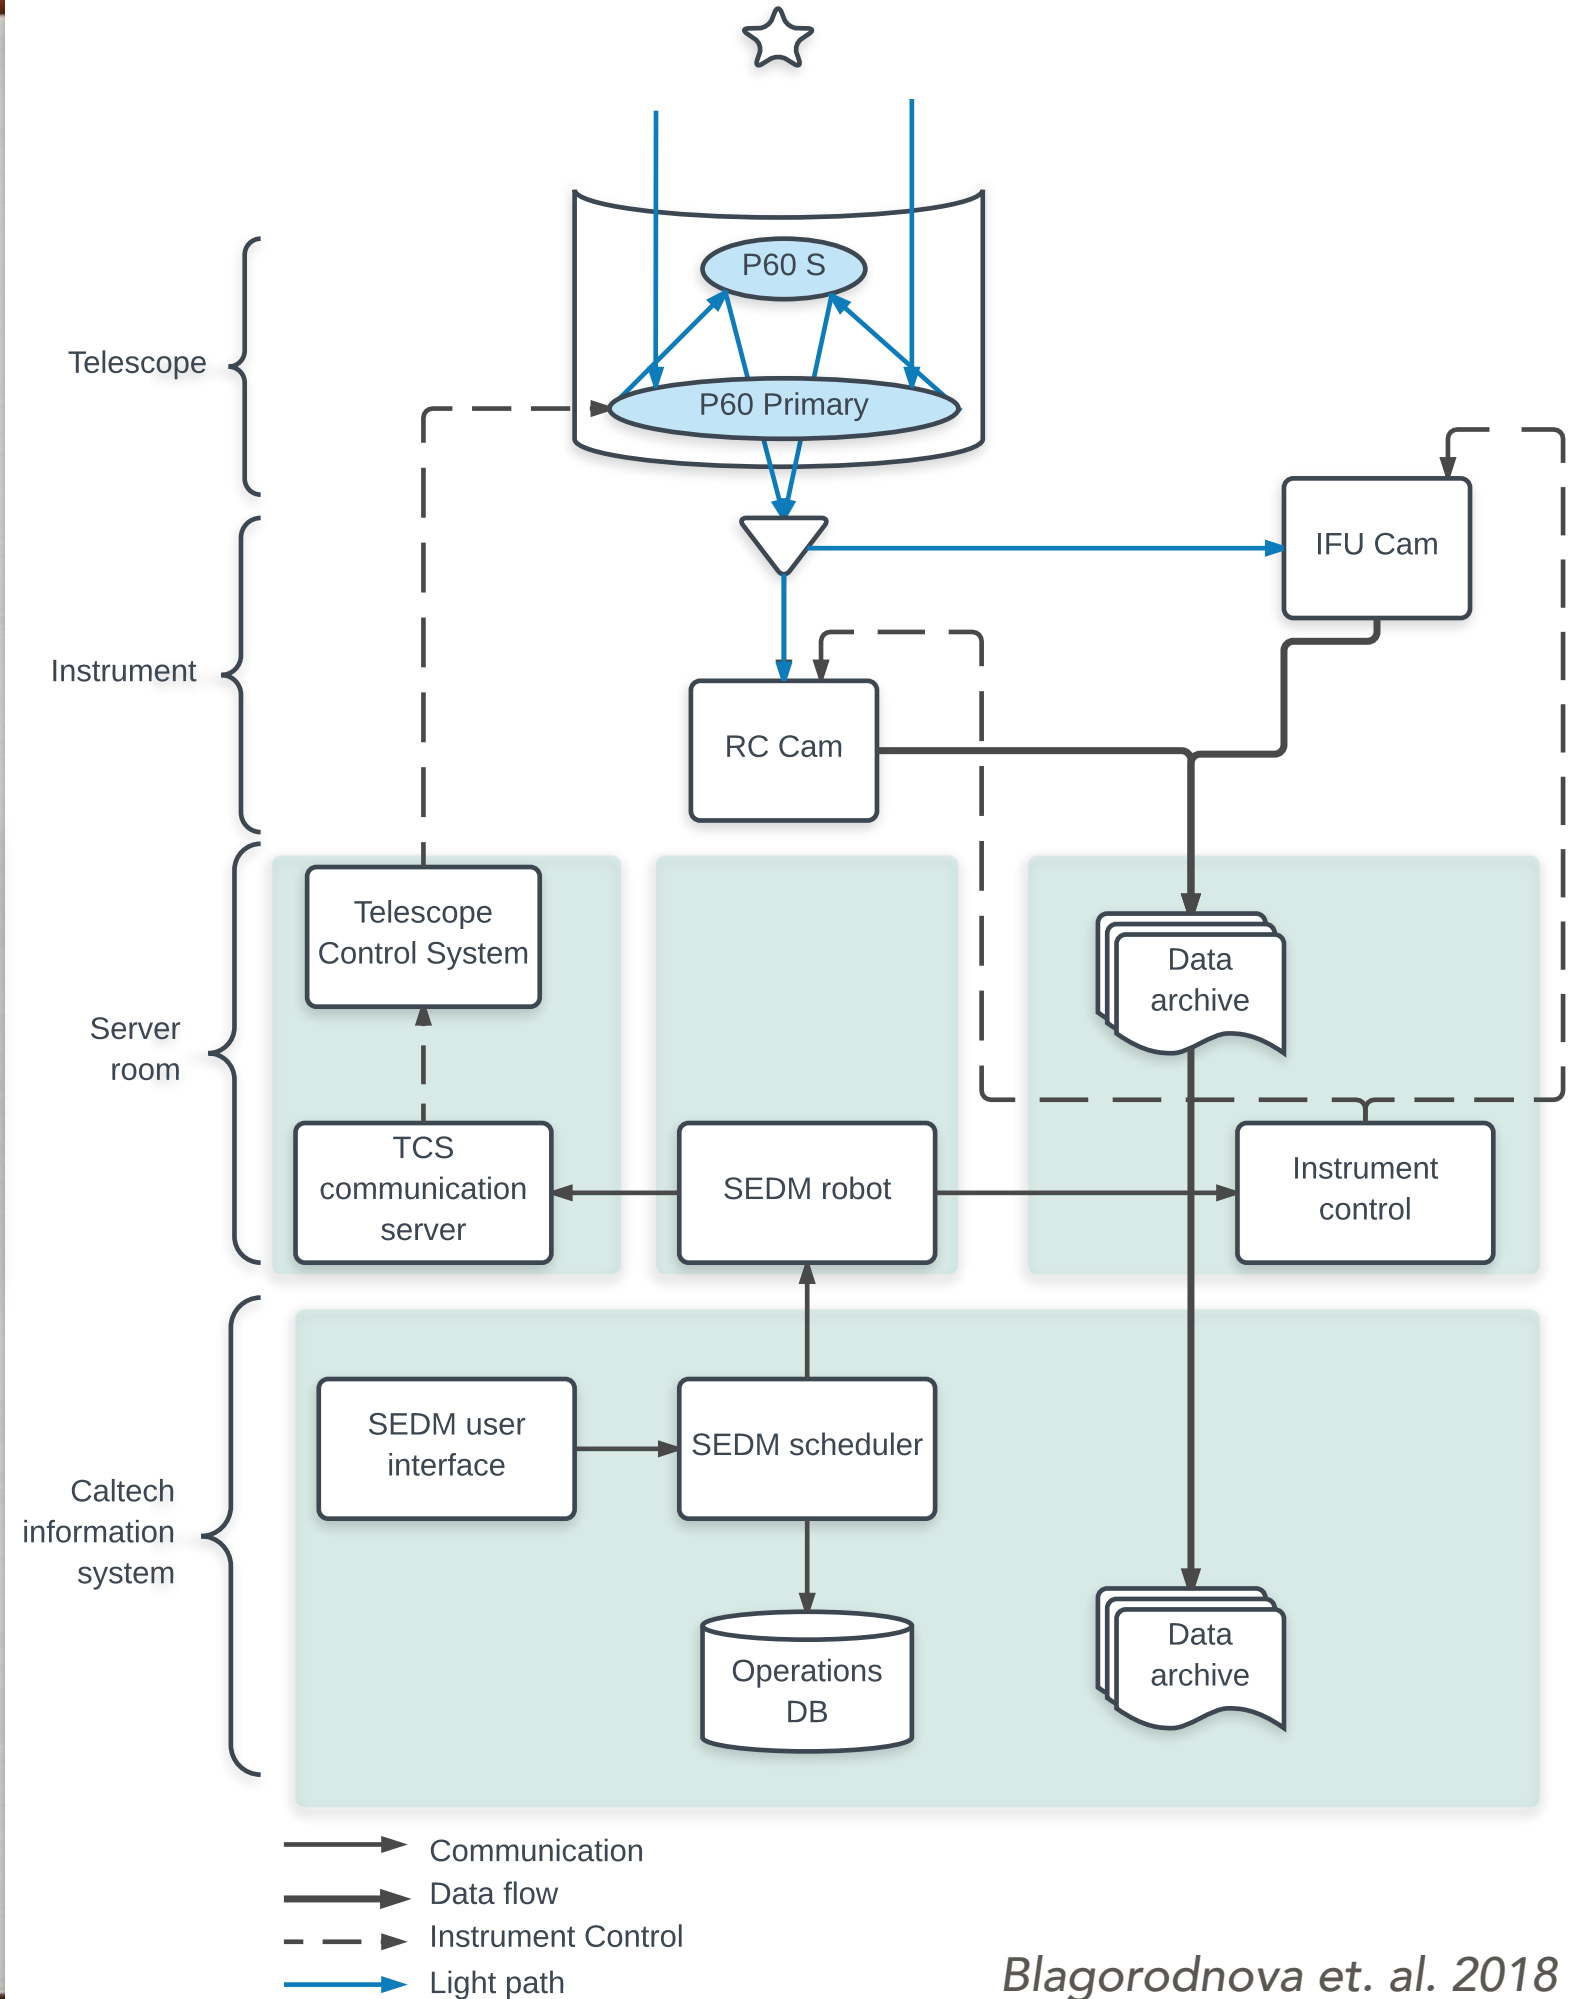 P60 S
Telescope
P60 Primary
IFU Cam
Instrument
RC Cam
Telescope
Control System
Data
archive
Server
room
TCS
communication
server
SEDM robot
Instrument
control
SEDM user
interface
SEDM scheduler
Caltech
information
system
Operations
DB
Data
archive
Communication
Data flow
Instrument Control
Light path
Blagorodnova et. al. 2018